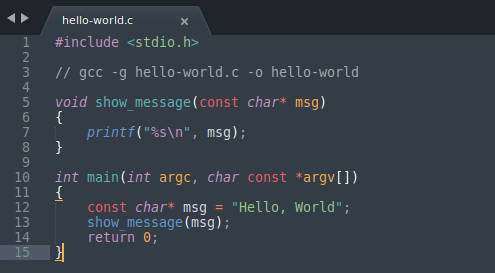 hello-world.c
1 #include <stdio.h>
2
3 // gcc -g hello-world.c -o hello-world
4
5 void show_message(const char* msg)
6 {
7     printf("%s\n", msg);
8 }
9
10 int main(int argc, char const *argv[])
11 {
12     const char* msg = "Hello, World";
13     show_message(msg);
14     return 0;
15 }